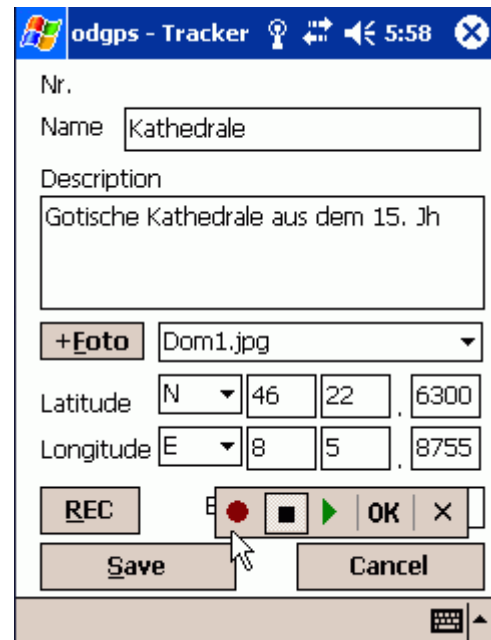 odgps - Tracker 5:58
Nr.
Name Kathedrale
Description
Gotische Kathedrale aus dem 15. Jh
+Foto Dom1.jpg
Latitude N 46 22 . 6300
Longitude E 8 5 . 8755
REC OK
Save Cancel